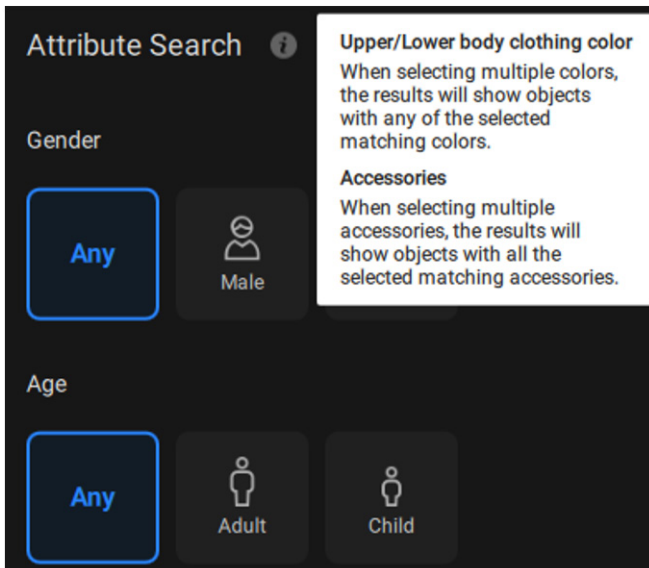 Attribute Search
Upper/Lower body clothing color
When selecting multiple colors,
the results will show objects
with any of the selected
matching colors.
Accessories
When selecting multiple
accessories, the results will
show objects with all the
selected matching accessories.
Gender
Any
Male
Age
Any
Adult
Child